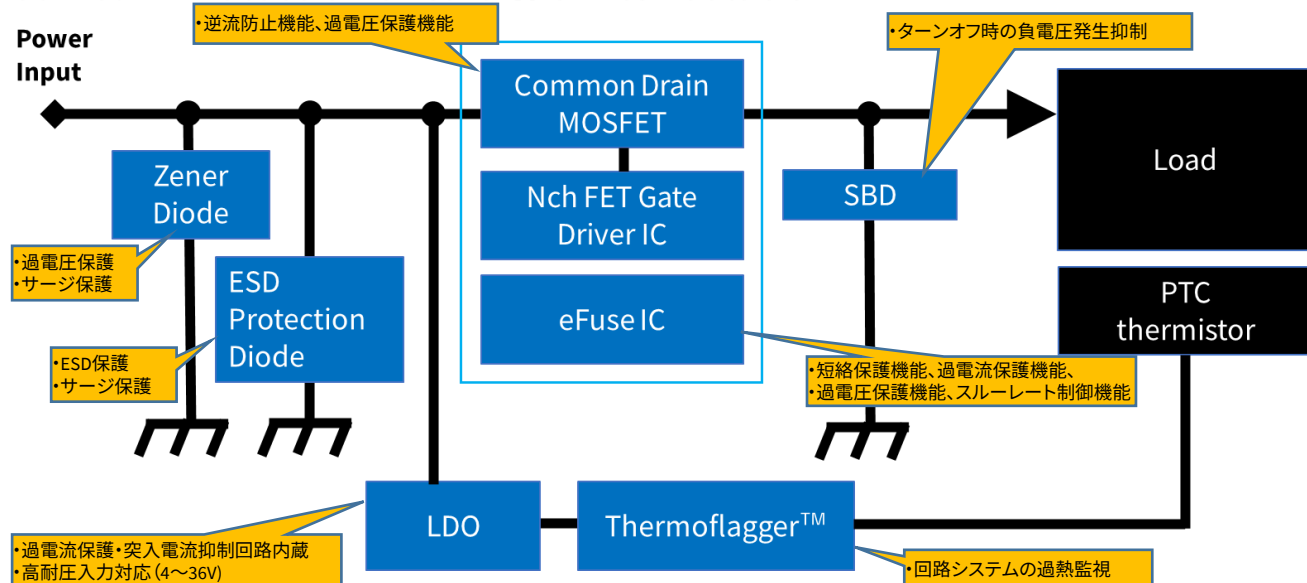 ・逆流防止機能、過電圧保護機能
・ターンオフ時の負電圧発生抑制
Power
Input
Common Drain
MOSFET
Load
Zener
Diode
Nch FET Gate
Driver IC
SBD
・過電圧保護
・サージ保護
ESD
Protection
Diode
eFuse IC
PTC
thermistor
・ESD保護
・サージ保護
・短絡保護機能、過電流保護機能、
・過電圧保護機能、スルーレート制御機能
LDO
Thermoflagger™
・過電流保護・突入電流抑制回路内蔵
・高耐圧入力対応（4～36V）
・回路システムの過熱監視